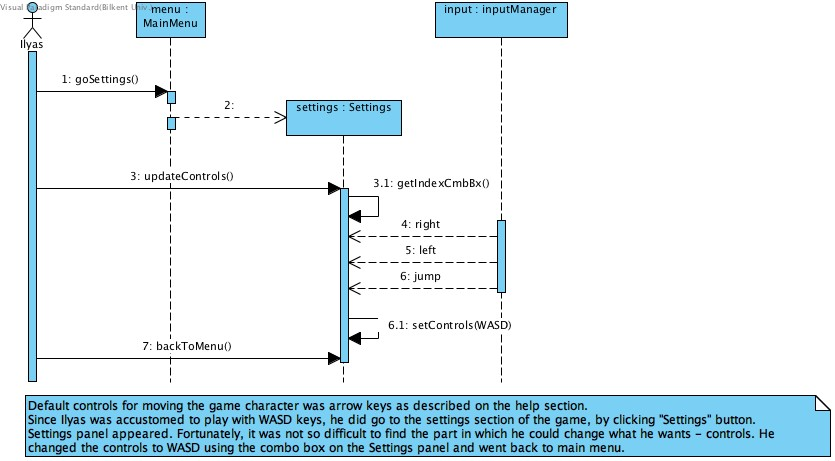 Visual Paradigm Standard(Bilkent Univ.)
menu :
MainMenu
input : inputManager
Ilyas
1: goSettings()
2:
settings : Settings
3: updateControls()
3.1: getIndexCmbBx()
4: right
5: left
6: jump
6.1: setControls(WASD)
7: backToMenu()
Default controls for moving the game character was arrow keys as described on the help section.
Since Ilyas was accustomed to play with WASD keys, he did go to the settings section of the game, by clicking "Settings" button.
Settings panel appeared. Fortunately, it was not so difficult to find the part in which he could change what he wants - controls. He
changed the controls to WASD using the combo box on the Settings panel and went back to main menu.